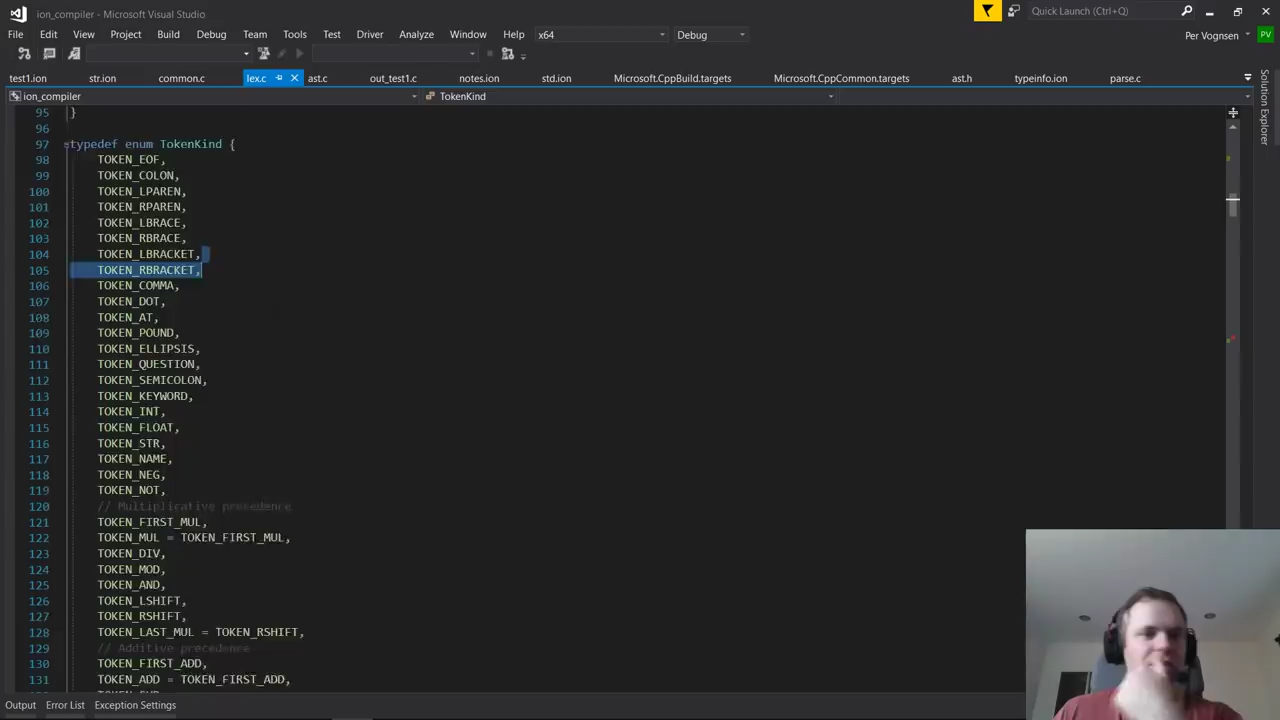 ion_compiler - Microsoft Visual Studio
Quick Launch (Ctrl+Q)
File Edit View Project Build Debug Team Tools Test Driver Analyze Window Help x64 Debug
Per Vognsen PV
test1.ion str.ion common.c lex.c ast.c out_test1.c notes.ion std.ion Microsoft.CppBuild.targets Microsoft.CppCommon.targets ast.h typeinfo.ion parse.c
Solution Explorer
ion_compiler TokenKind
95 }
96
97 typedef enum TokenKind {
98 TOKEN_EOF,
99 TOKEN_COLON,
100 TOKEN_LPAREN,
101 TOKEN_RPAREN,
102 TOKEN_LBRACE,
103 TOKEN_RBRACE,
104 TOKEN_LBRACKET,
105 TOKEN_RBRACKET,
106 TOKEN_COMMA,
107 TOKEN_DOT,
108 TOKEN_AT,
109 TOKEN_POUND,
110 TOKEN_ELLIPSIS,
111 TOKEN_QUESTION,
112 TOKEN_SEMICOLON,
113 TOKEN_KEYWORD,
114 TOKEN_INT,
115 TOKEN_FLOAT,
116 TOKEN_STR,
117 TOKEN_NAME,
118 TOKEN_NEG,
119 TOKEN_NOT,
120 // Multiplicative precedence
121 TOKEN_FIRST_MUL,
122 TOKEN_MUL = TOKEN_FIRST_MUL,
123 TOKEN_DIV,
124 TOKEN_MOD,
125 TOKEN_AND,
126 TOKEN_LSHIFT,
127 TOKEN_RSHIFT,
128 TOKEN_LAST_MUL = TOKEN_RSHIFT,
129 // Additive precedence
130 TOKEN_FIRST_ADD,
131 TOKEN_ADD = TOKEN_FIRST_ADD,
Output Error List Exception Settings